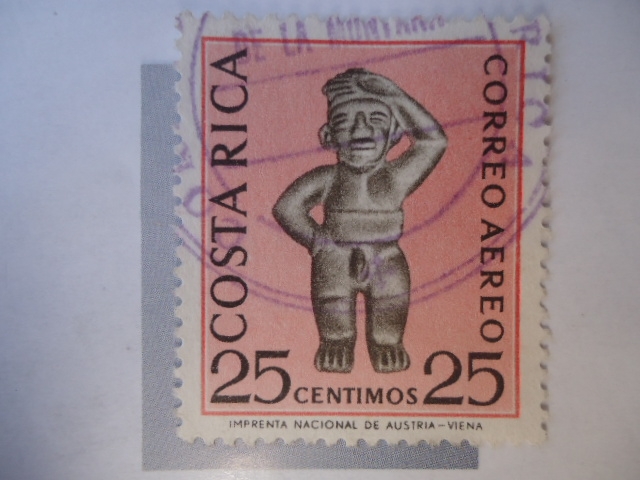 DE LA
COSTA RICA
CORREO AEREO
25 CENTIMOS 25
IMPRENTA NACIONAL DE AUSTRIA – VIENA